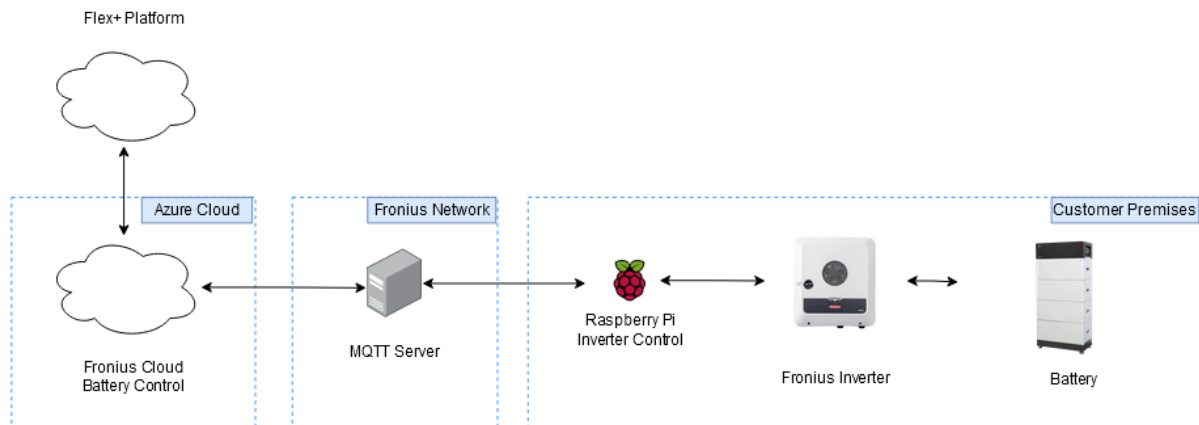 Flex+ Platform
Azure Cloud
Fronius Network
Customer Premises
Raspberry Pi
Inverter Control
MQTT Server
Fronius Cloud
Battery Control
Fronius Inverter
Battery